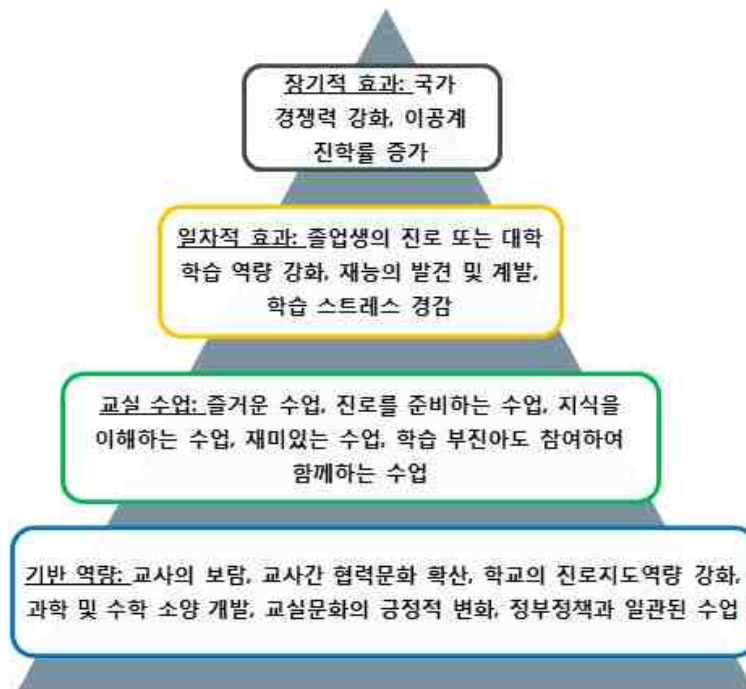 장기적 효과: 국가
경쟁력 강화, 이공계
진학률 증가
일차적 효과: 졸업생의 진로 또는 대학
학습 역량 강화, 재능의 발견 및 계발,
학습 스트레스 경감
교실 수업: 즐거운 수업, 진로를 준비하는 수업, 지식을
이해하는 수업, 재미있는 수업, 학습 부진아도 참여하여
함께하는 수업
기반 역량: 교사의 보람, 교사간 협력문화 확산, 학교의 진로지도역량 강화,
과학 및 수학 소양 개발, 교실문화의 긍정적 변화, 정부정책과 일관된 수업